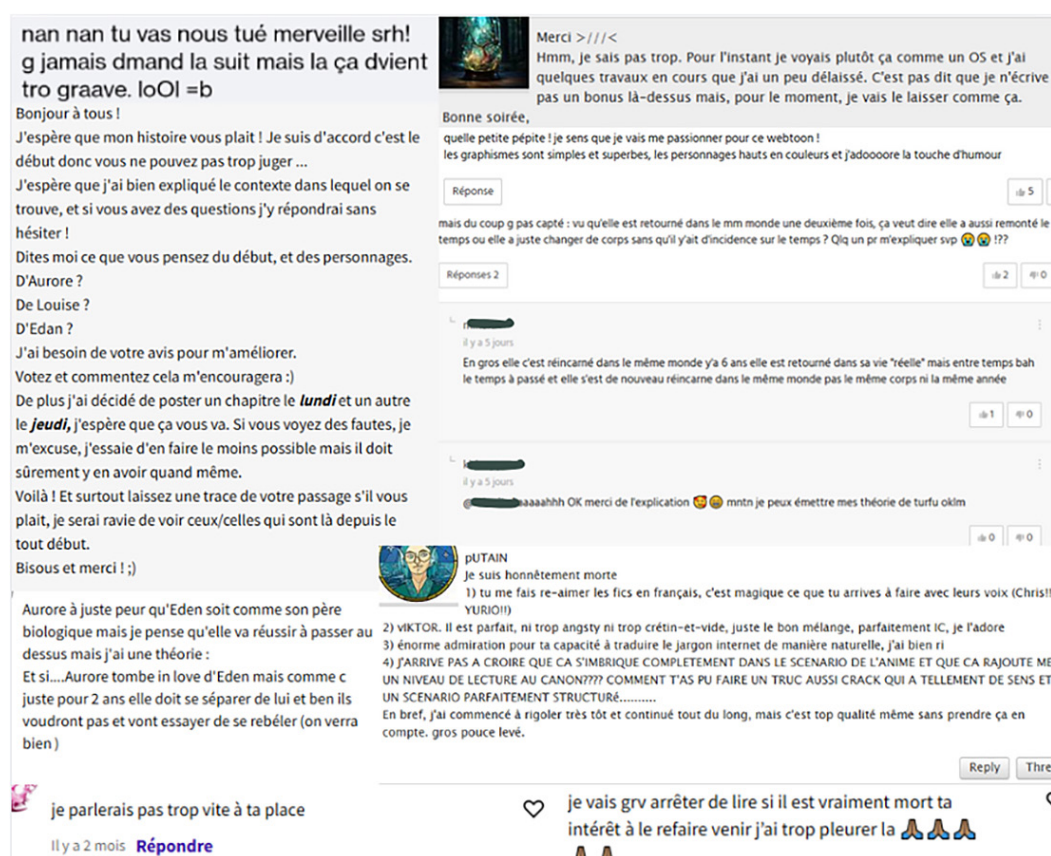 nan nan tu vas nous tué merveille srh!
g jamais dmand la suit mais la ça dvient
tro graave. loOl =b
Bonjour à tous !
J'espère que mon histoire vous plait ! Je suis d'accord c'est le
début donc vous ne pouvez pas trop juger ...
J'espère que j'ai bien expliqué le contexte dans lequel on se
trouve, et si vous avez des questions j'y répondrai sans
hésiter !
Dites moi ce que vous pensez du début, et des personnages.
D'Aurore ?
De Louise ?
D'Edan ?
J'ai besoin de votre avis pour m'améliorer.
Votez et commentez cela m'encouragera :)
De plus j'ai décidé de poster un chapitre le lundi et un autre
le jeudi, j'espère que ça vous va. Si vous voyez des fautes, je
m'excuse, j'essaie d'en faire le moins possible mais il doit
sûrement y en avoir quand même.
Voilà ! Et surtout laissez une trace de votre passage s'il vous
plait, je serai ravie de voir ceux/celles qui sont là depuis le
tout début.
Bisous et merci ! ;)
Aurore à juste peur qu'Eden soit comme son père
biologique mais je pense qu'elle va réussir à passer au
dessus mais j'ai une théorie :
Et si....Aurore tombe in love d'Eden mais comme c
juste pour 2 ans elle doit se séparer de lui et ben ils
voudront pas et vont essayer de se rebéler (on verra
bien )
je parlerais pas trop vite à ta place
Il y a 2 mois Répondre
Merci >///<
Hmm, je sais pas trop. Pour l'instant je voyais plutôt ça comme un OS et j'ai
quelques travaux en cours que j'ai un peu délaissé. C'est pas dit que je n'écrive
pas un bonus là-dessus mais, pour le moment, je vais le laisser comme ça.
Bonne soirée,
quelle petite pépite ! je sens que je vais me passionner pour ce webtoon !
les graphismes sont simples et superbes, les personnages hauts en couleurs et j'adoooore la touche d'humour
Réponse 5
mais du coup g pas capté : vu qu'elle est retourné dans le mm monde une deuxième fois, ça veut dire elle a aussi remonté le
temps ou elle a juste changer de corps sans qu'il y'ait d'incidence sur le temps ? Qlq un pr m'expliquer svp 😭😭 !??
Réponses 2 2 0
il y a 5 jours
En gros elle c'est réincarné dans le même monde y'a 6 ans elle est retourné dans sa vie "réelle" mais entre temps bah
le temps à passé et elle s'est de nouveau réincarne dans le même monde pas le même corps ni la même année
1 0
il y a 5 jours
aaaaahhh OK merci de l'explication 🥰😂 mntn je peux émettre mes théorie de turfu oklm
0 0
pUTAIN
Je suis honnêtement morte
1) tu me fais re-aimer les fics en français, c'est magique ce que tu arrives à faire avec leurs voix (Chris!!
YURIO!!)
2) vIKTOR. Il est parfait, ni trop angsty ni trop crétin-et-vide, juste le bon mélange, parfaitement IC, je l'adore
3) énorme admiration pour ta capacité à traduire le jargon internet de manière naturelle, j'ai bien ri
4) J'ARRIVE PAS A CROIRE QUE CA S'IMBRIQUE COMPLETEMENT DANS LE SCENARIO DE L'ANIME ET QUE CA RAJOUTE ME
UN NIVEAU DE LECTURE AU CANON???? COMMENT T'AS PU FAIRE UN TRUC AUSSI CRACK QUI A TELLEMENT DE SENS ET
UN SCENARIO PARFAITEMENT STRUCTURé..........
En bref, j'ai commencé à rigoler très tôt et continué tout du long, mais c'est top qualité même sans prendre ça en
compte. gros pouce levé.
Reply Thre
je vais grv arrêter de lire si il est vraiment mort ta
intérêt à le refaire venir j'ai trop pleurer la 🙏🏾🙏🏾🙏🏾
🙏🏾🙏🏾